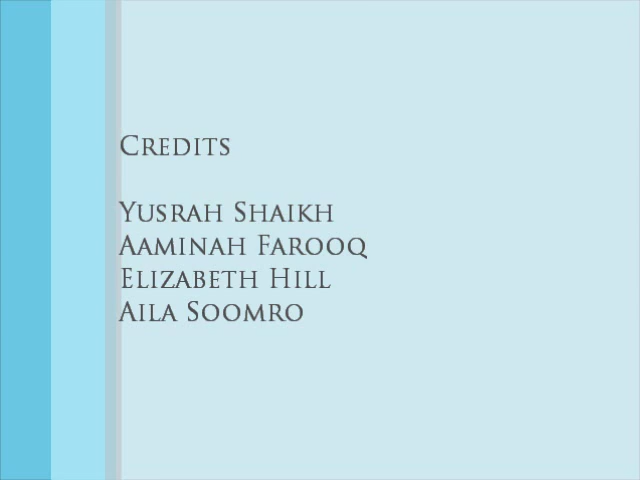 Credits
Yusrah Shaikh
Aaminah Farooq
Elizabeth Hill
Aila Soomro